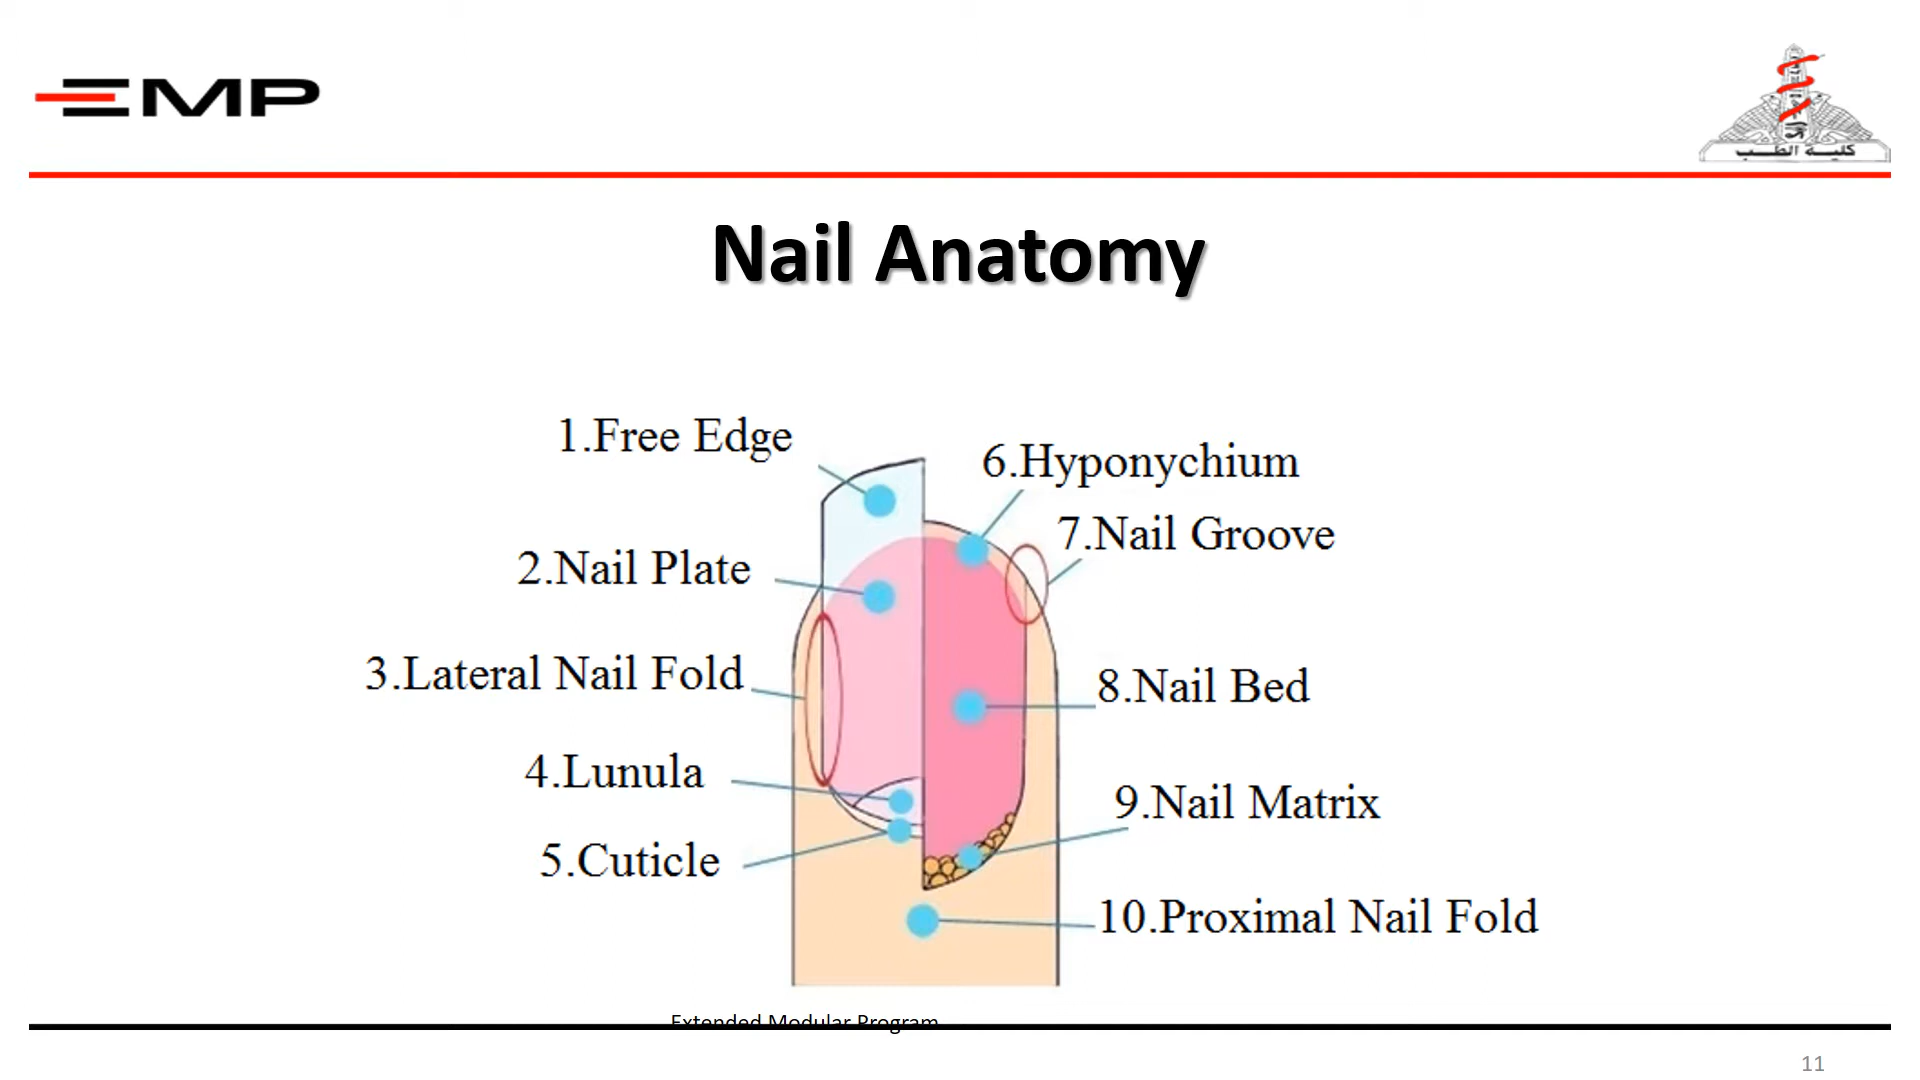 EMP
كلية الطب
Nail Anatomy
1.Free Edge
2.Nail Plate
3.Lateral Nail Fold
4.Lunula
5.Cuticle
6.Hyponychium
7.Nail Groove
8.Nail Bed
9.Nail Matrix
10.Proximal Nail Fold
Extended Modular Program
11